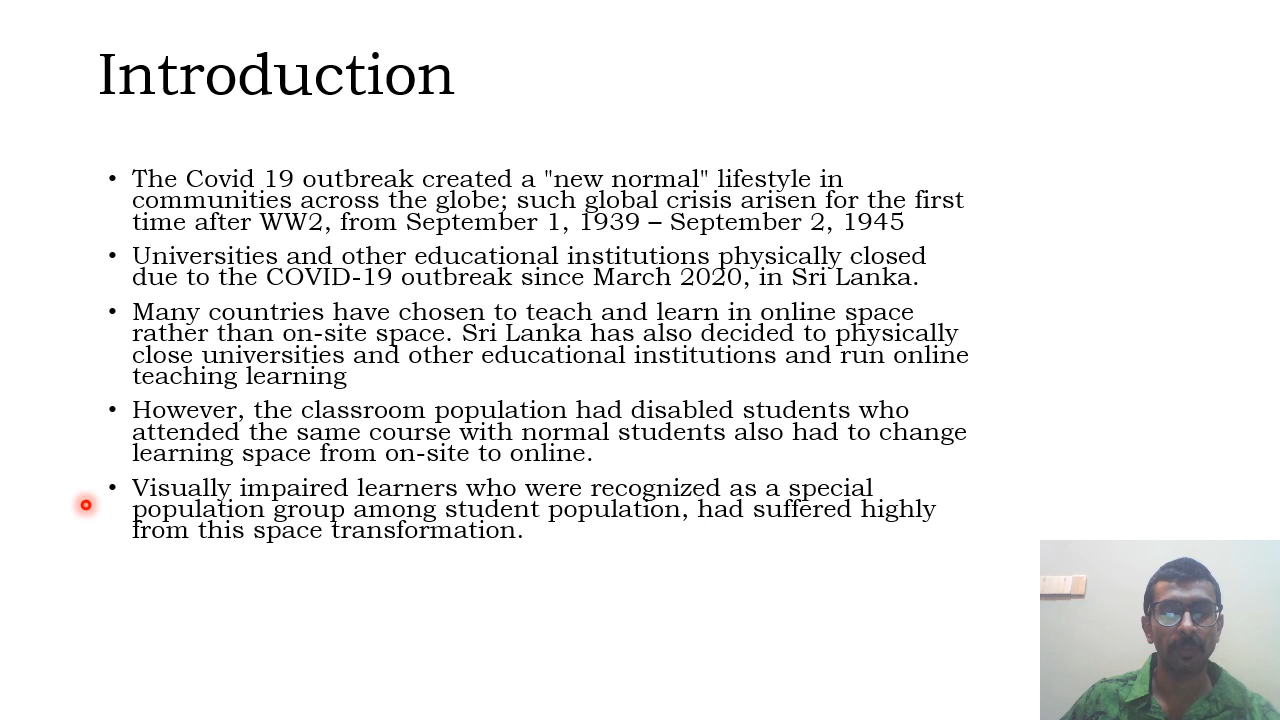 Introduction
• The Covid 19 outbreak created a "new normal" lifestyle in
communities across the globe; such global crisis arisen for the first
time after WW2, from September 1, 1939 – September 2, 1945
• Universities and other educational institutions physically closed
due to the COVID-19 outbreak since March 2020, in Sri Lanka.
• Many countries have chosen to teach and learn in online space
rather than on-site space. Sri Lanka has also decided to physically
close universities and other educational institutions and run online
teaching learning
• However, the classroom population had disabled students who
attended the same course with normal students also had to change
learning space from on-site to online.
• Visually impaired learners who were recognized as a special
population group among student population, had suffered highly
from this space transformation.